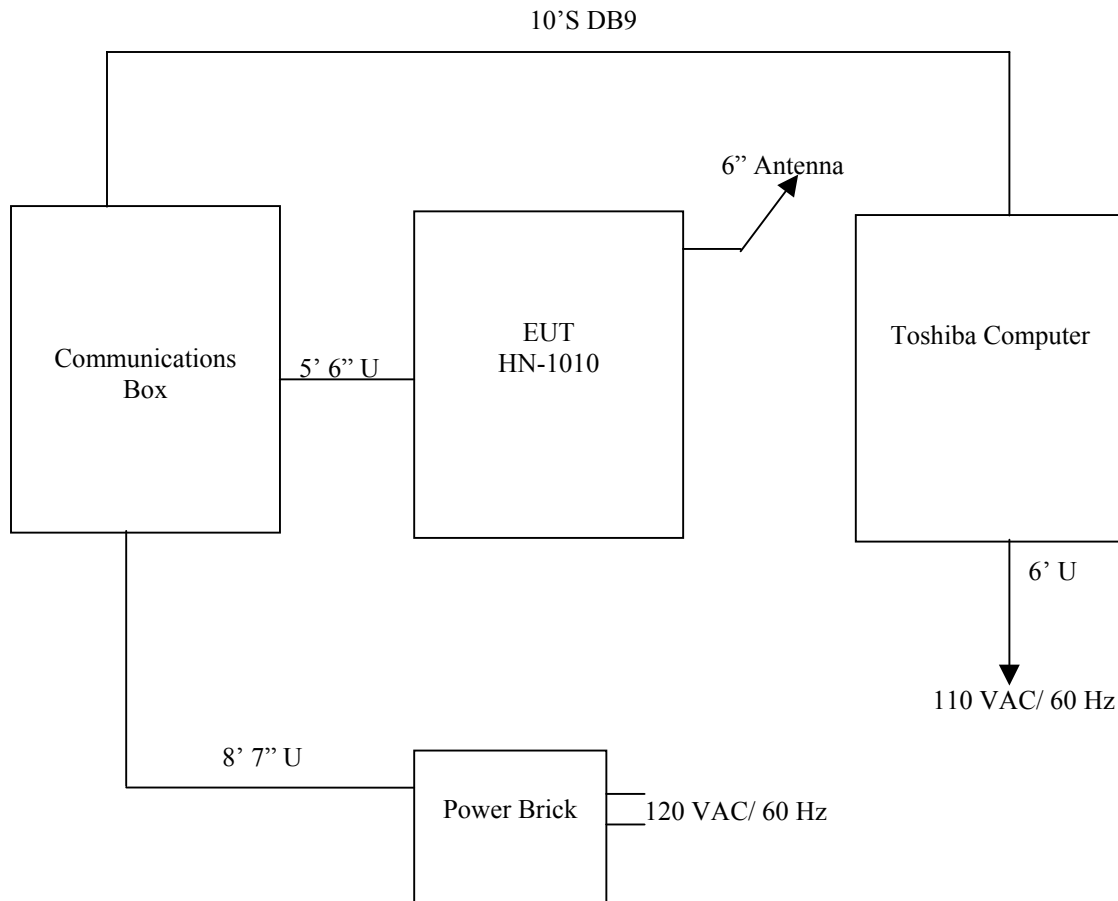 10’S DB9
6” Antenna
Communications
Box
5’ 6” U
EUT
HN-1010
Toshiba Computer
6’ U
110 VAC/ 60 Hz
8’ 7” U
Power Brick
120 VAC/ 60 Hz